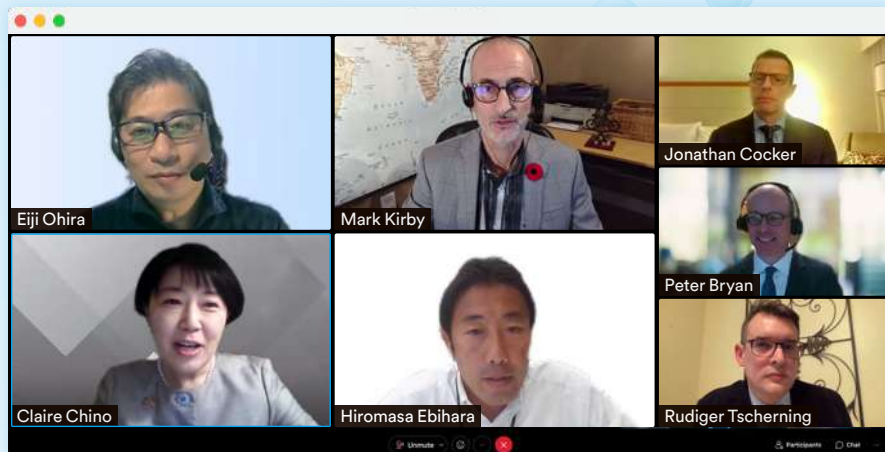 Eiji Ohira
Mark Kirby
Jonathan Cocker
Peter Bryan
Claire Chino
Hiromasa Ebihara
Rudiger Tscherning
Unmute
Participants
Chat